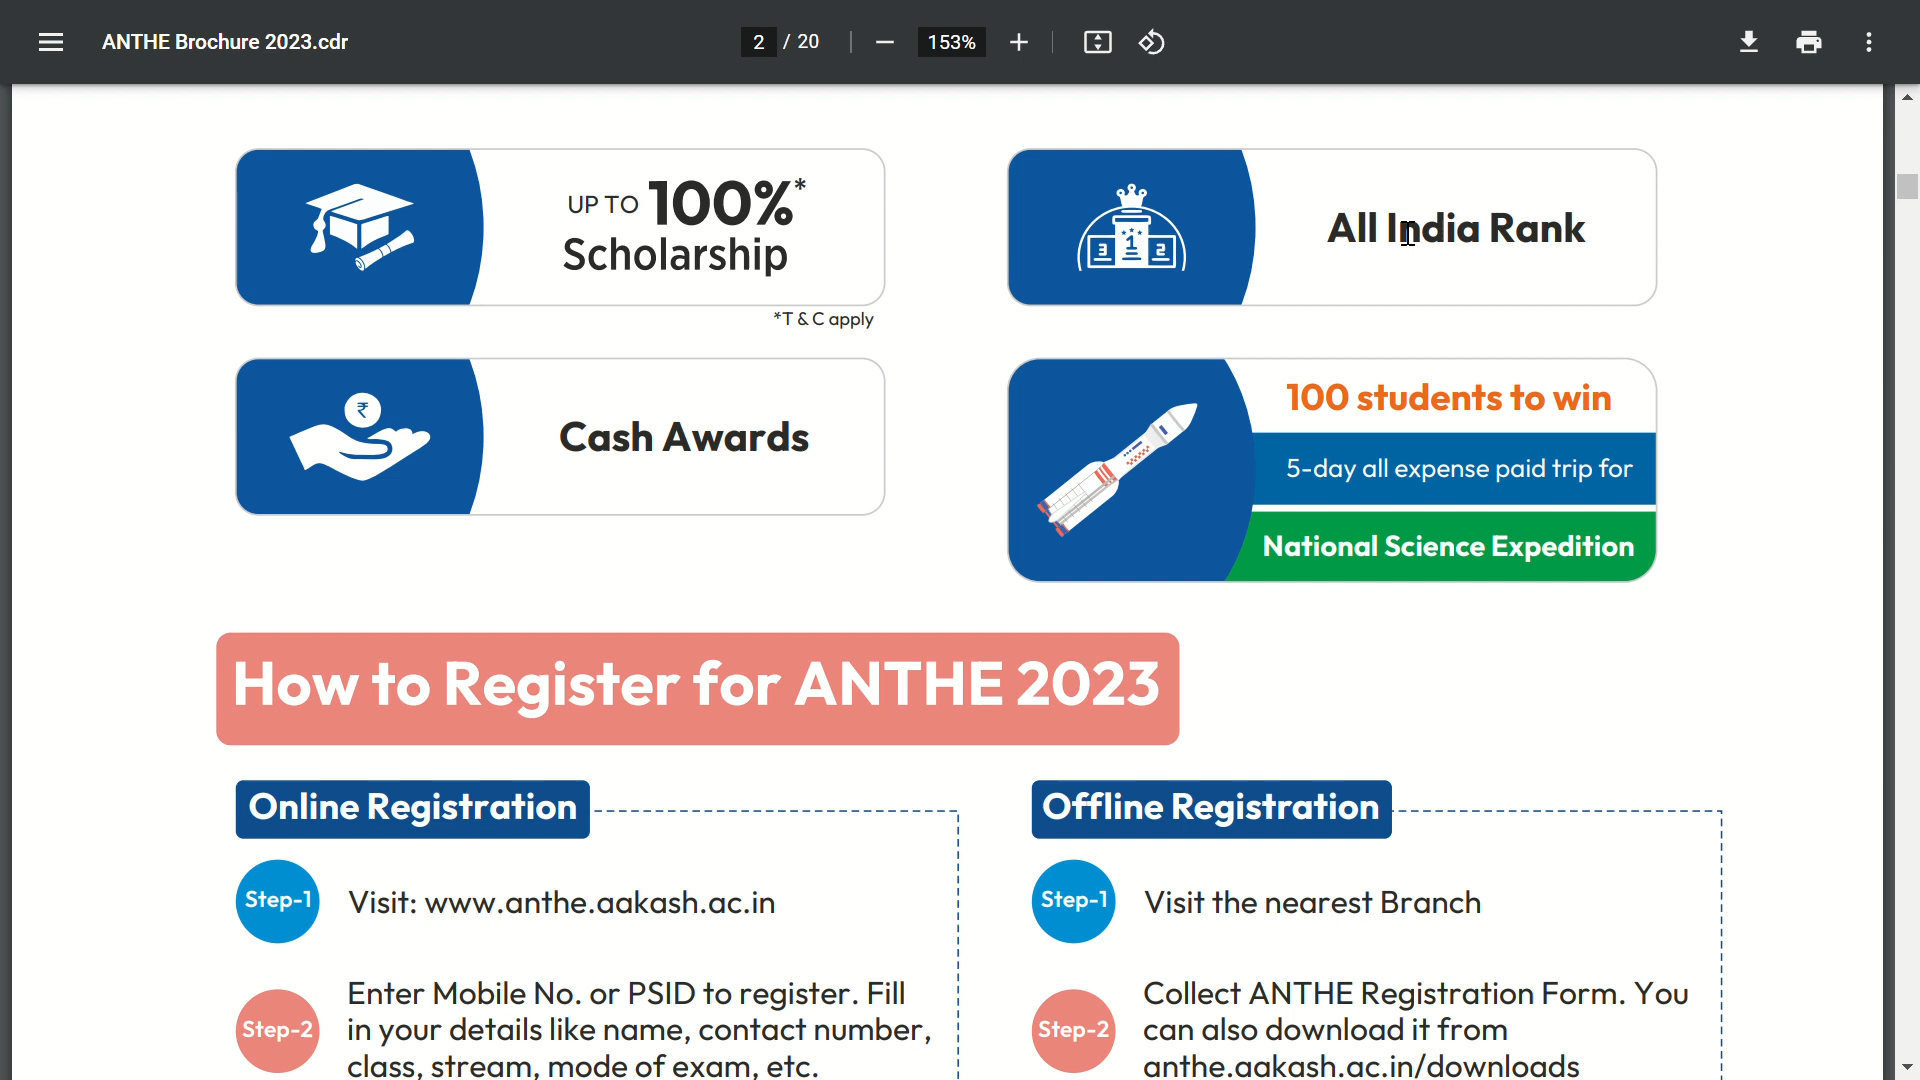 ANTHE Brochure 2023.cdr
2 / 20
153%
UP TO 100%*
Scholarship
*T & C apply
3 1 2
All India Rank
₹
Cash Awards
100 students to win
5-day all expense paid trip for
National Science Expedition
How to Register for ANTHE 2023
Online Registration
Step-1
Visit: www.anthe.aakash.ac.in
Step-2
Enter Mobile No. or PSID to register. Fill
in your details like name, contact number,
class, stream, mode of exam, etc.
Offline Registration
Step-1
Visit the nearest Branch
Step-2
Collect ANTHE Registration Form. You
can also download it from
anthe.aakash.ac.in/downloads